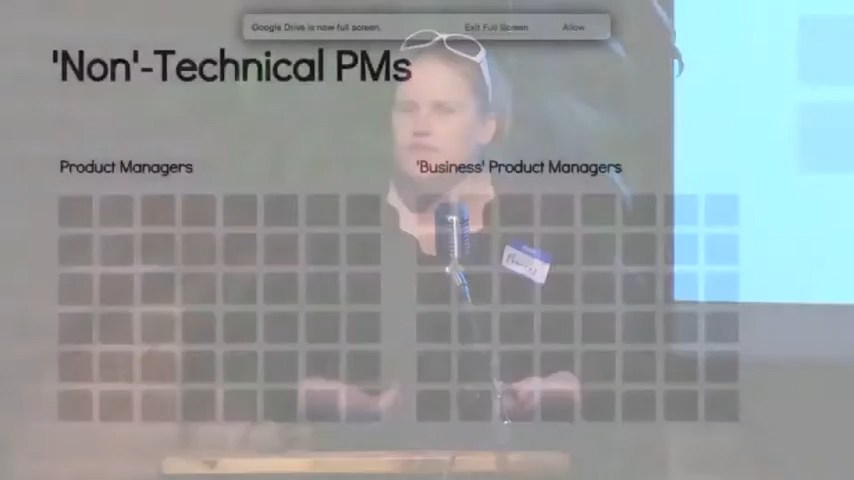 Google Drive is now full screen. Exit Full Screen Allow
'Non'-Technical PMs
Product Managers 'Business' Product Managers